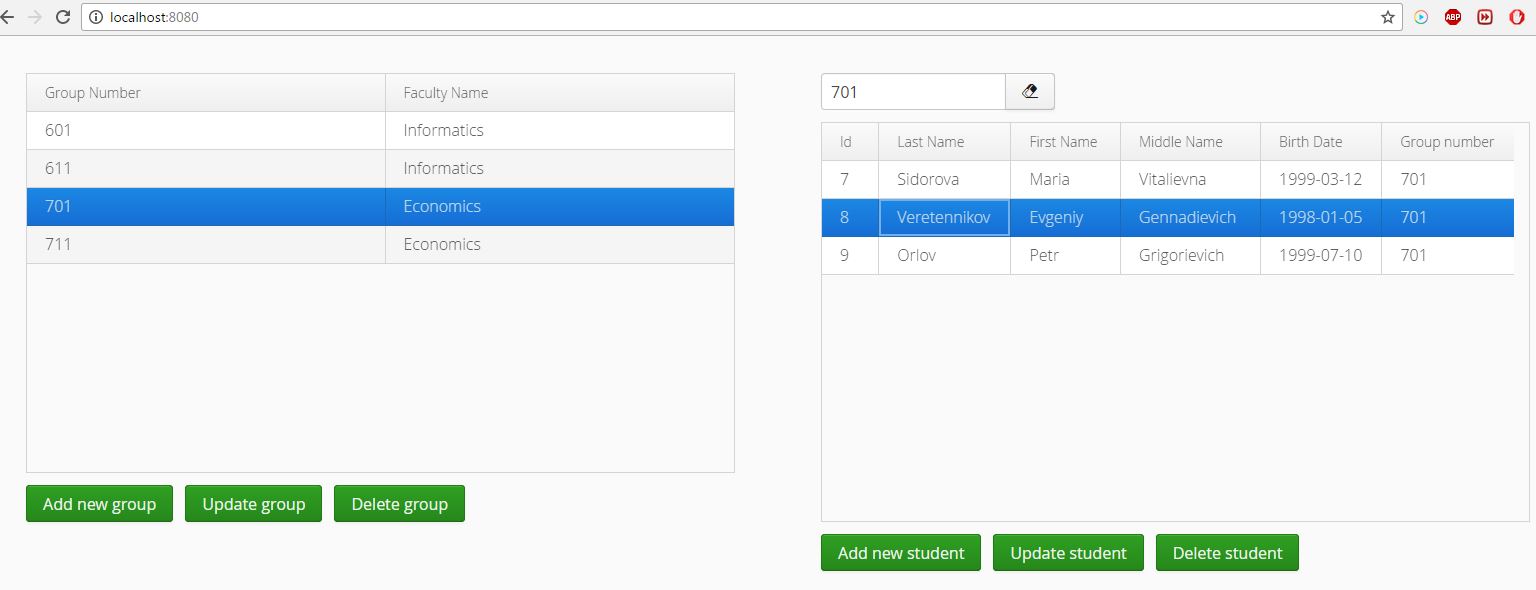 localhost:8080
ABP
Group Number Faculty Name
601 Informatics
611 Informatics
701 Economics
711 Economics
Add new group Update group Delete group
701
Id Last Name First Name Middle Name Birth Date Group number
7 Sidorova Maria Vitalievna 1999-03-12 701
8 Veretennikov Evgeniy Gennadievich 1998-01-05 701
9 Orlov Petr Grigorievich 1999-07-10 701
Add new student Update student Delete student